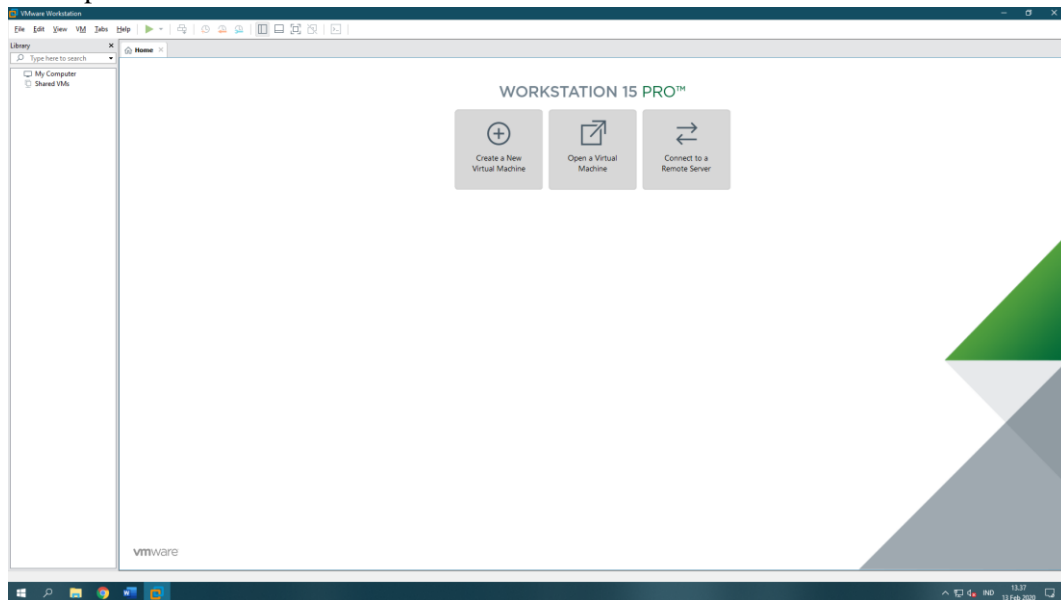 VMware Workstation
File Edit View VM Tabs Help
Library
Home
Type here to search
My Computer
Shared VMs
WORKSTATION 15 PRO™
Create a New
Virtual Machine
Open a Virtual
Machine
Connect to a
Remote Server
vmware
IND
13.37
13 Feb 2020